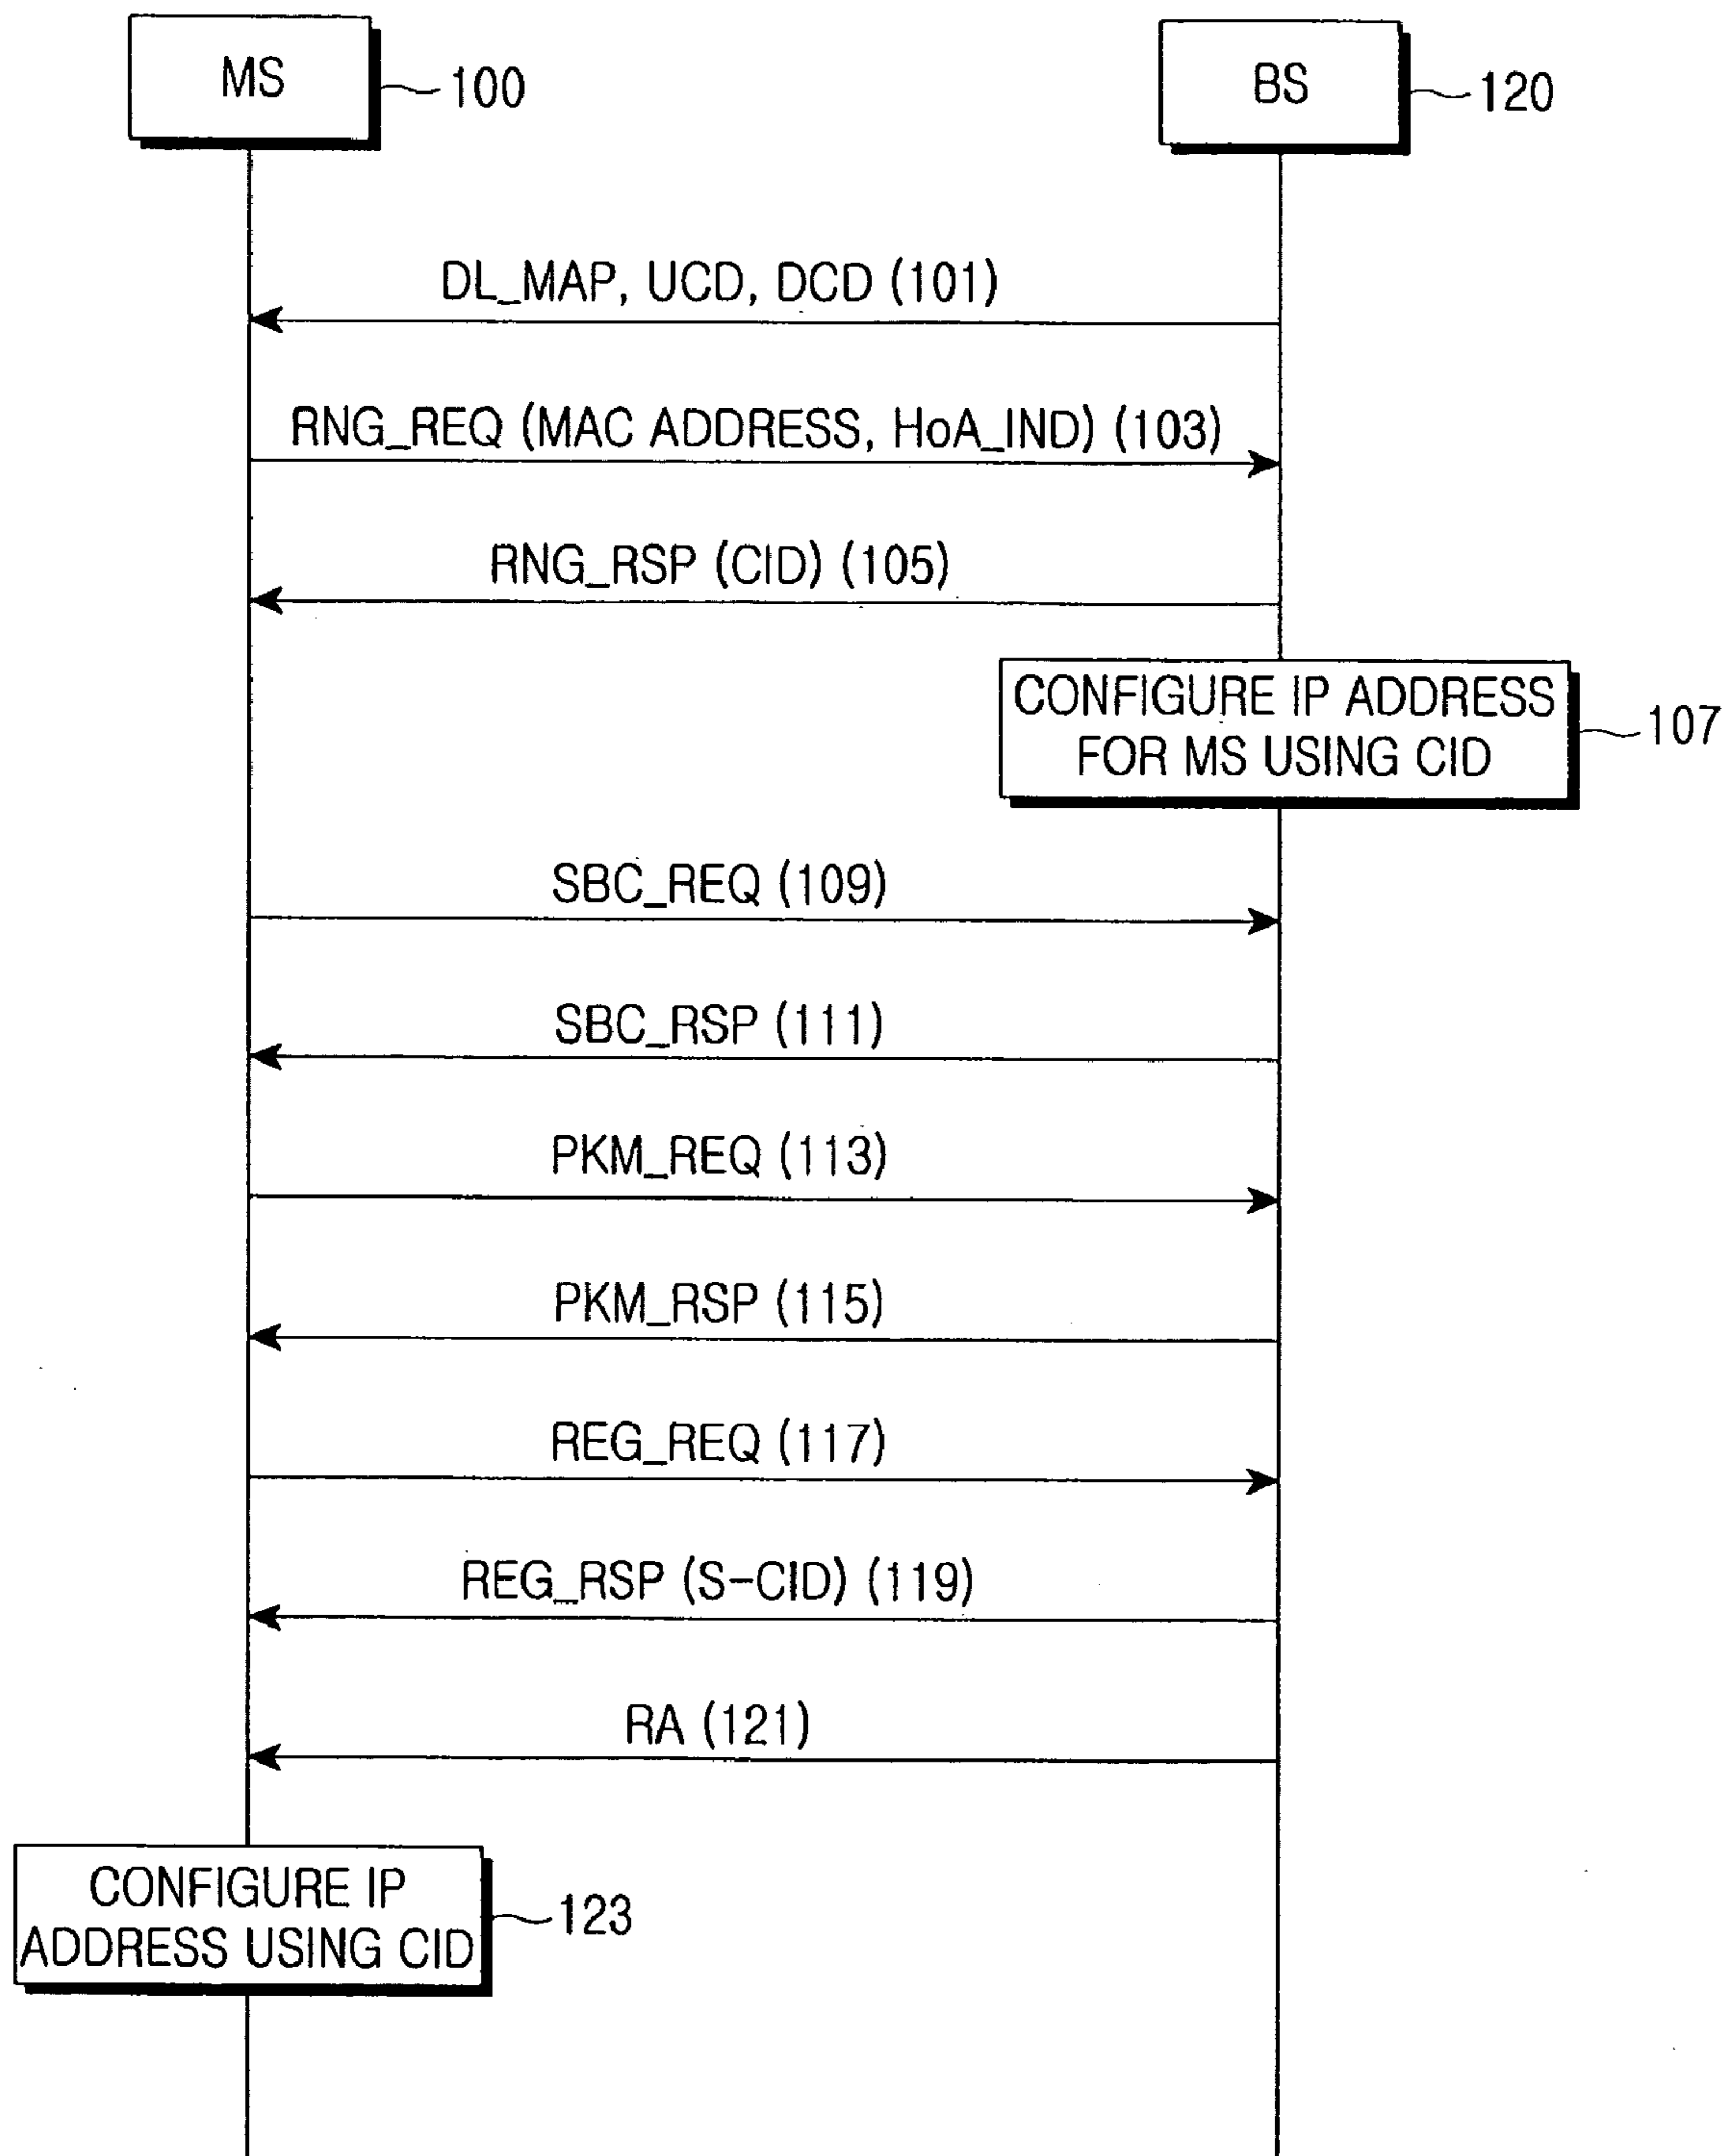 MS
100
BS
120
DL_MAP, UCD, DCD (101)
RNG_REQ (MAC ADDRESS, HoA_IND) (103)
RNG_RSP (CID) (105)
CONFIGURE IP ADDRESS
FOR MS USING CID
107
SBC_REQ (109)
SBC_RSP (111)
PKM_REQ (113)
PKM_RSP (115)
REG_REQ (117)
REG_RSP (S-CID) (119)
RA (121)
CONFIGURE IP
ADDRESS USING CID
123